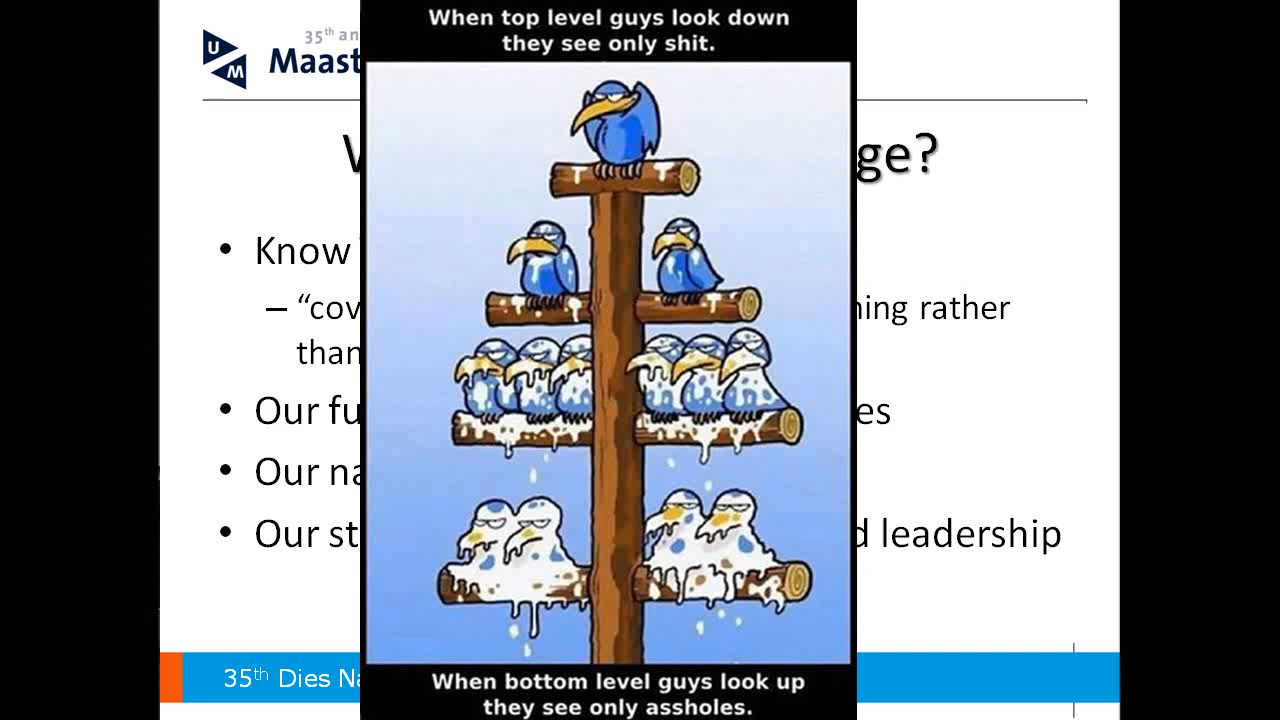 When top level guys look down
they see only shit.
35th an
U
M
Maast
ge?
• Know
– “cov
ning rather
than
• Our fu
es
• Our na
• Our st
d leadership
35th Dies Na
When bottom level guys look up
they see only assholes.